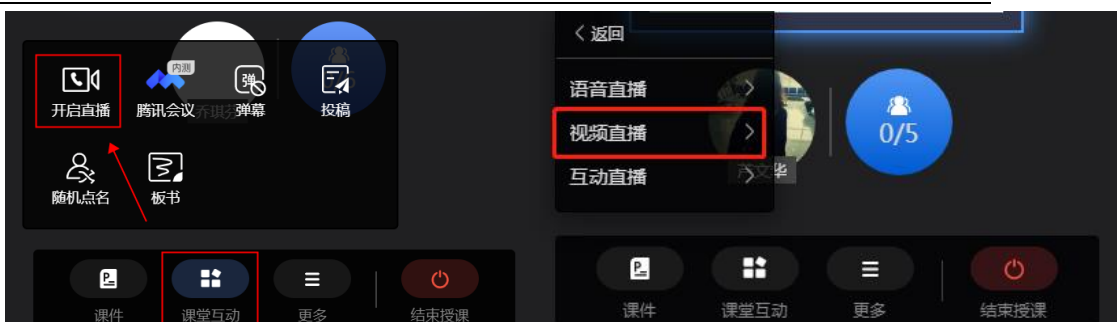 内测
弹
开启直播 腾讯会议 弹幕 投稿
随机点名 板书
课件 课堂互动 更多 结束授课
返回
语音直播
视频直播
互动直播
0/5
华
课件 课堂互动 更多 结束授课